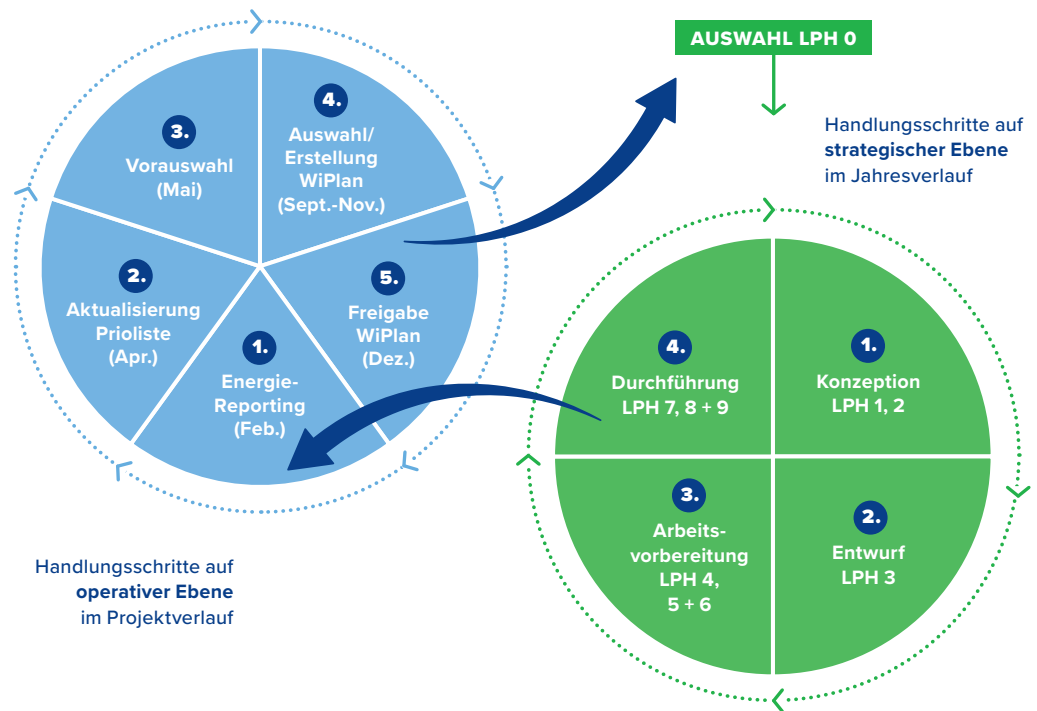 4.
Auswahl/
Erstellung
WiPlan
(Sept.-Nov.)
3.
Vorauswahl
(Mai)
2.
Aktualisierung
Prioliste
(Apr.)
1.
Energie-
Reporting
(Feb.)
5.
Freigabe
WiPlan
(Dez.)
Handlungsschritte auf
operativer Ebene
im Projektverlauf
AUSWAHL LPH 0
Handlungsschritte auf
strategischer Ebene
im Jahresverlauf
4.
Durchführung
LPH 7, 8 + 9
1.
Konzeption
LPH 1, 2
3.
Arbeits-
vorbereitung
LPH 4,
5 + 6
2.
Entwurf
LPH 3